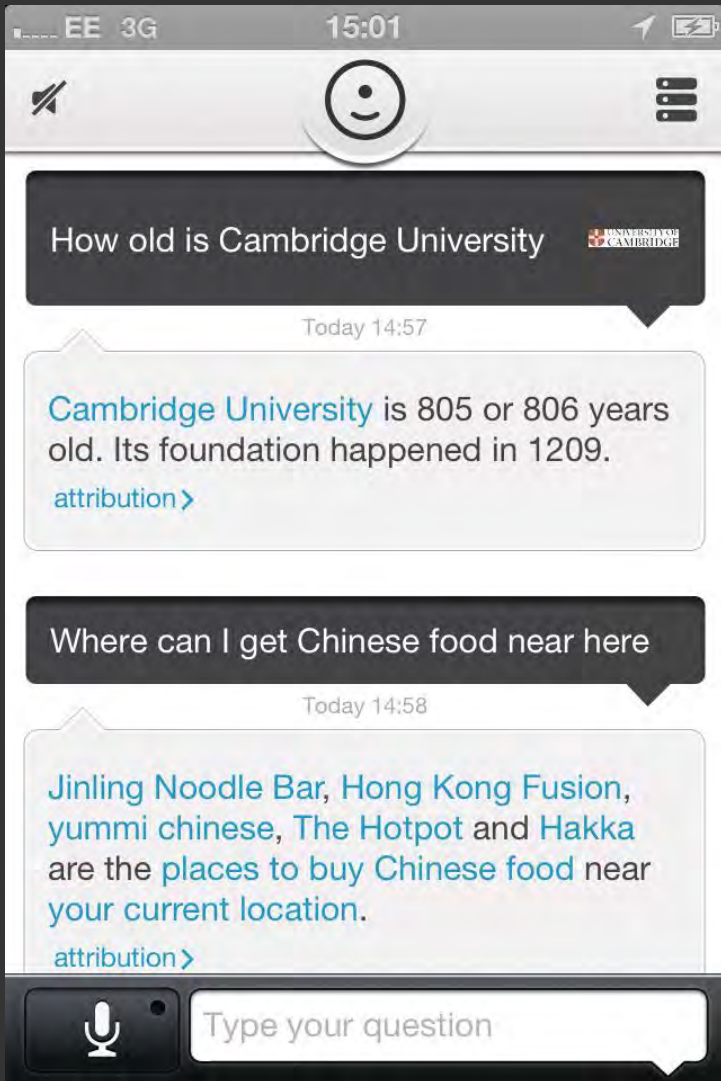 EE 3G 15:01
How old is Cambridge University
UNIVERSITY OF
CAMBRIDGE
Today 14:57
Cambridge University is 805 or 806 years
old. Its foundation happened in 1209.
attribution
Where can I get Chinese food near here
Today 14:58
Jinling Noodle Bar, Hong Kong Fusion,
yummi chinese, The Hotpot and Hakka
are the places to buy Chinese food near
your current location.
attribution
Type your question